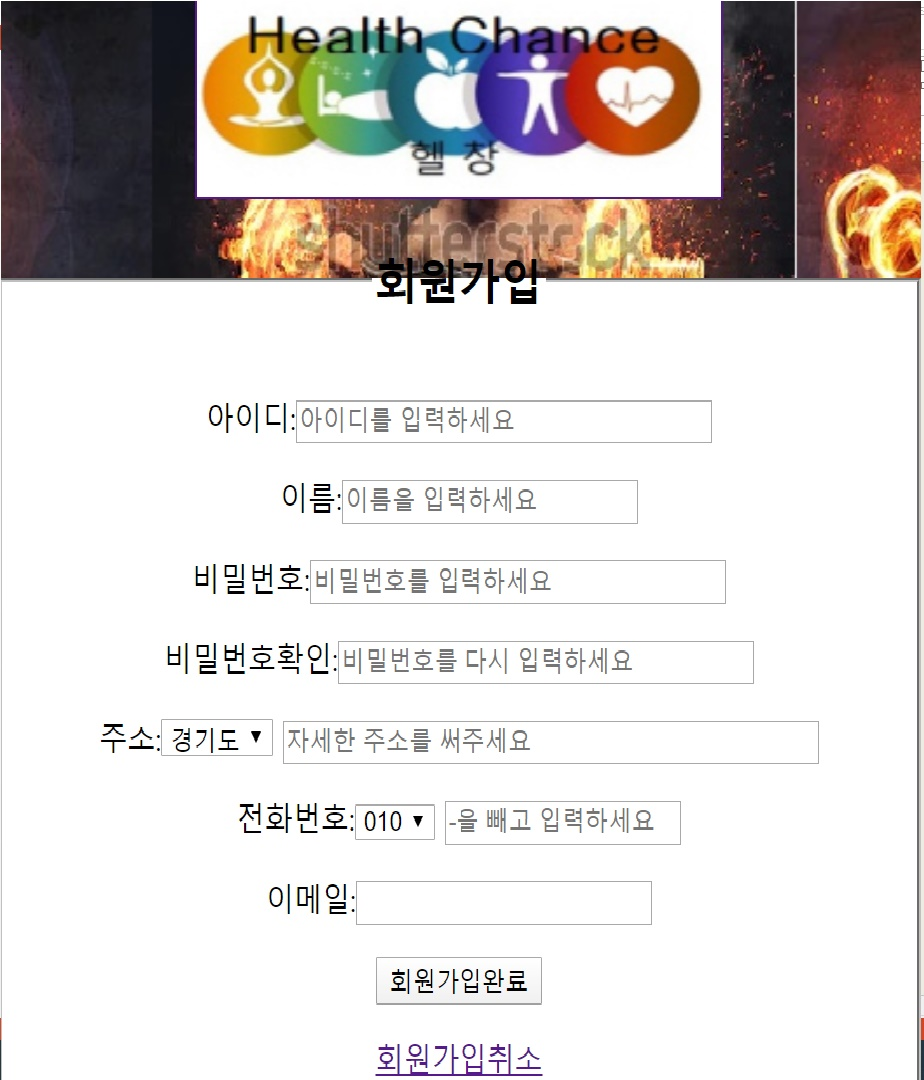 Health Chance
헬 창
shutterstock
회원가입
아이디:아이디를 입력하세요
이름:이름을 입력하세요
비밀번호:비밀번호를 입력하세요
비밀번호확인:비밀번호를 다시 입력하세요
주소:경기도 ▼ 자세한 주소를 써주세요
전화번호:010 ▼ -을 빼고 입력하세요
이메일:
회원가입완료
회원가입취소